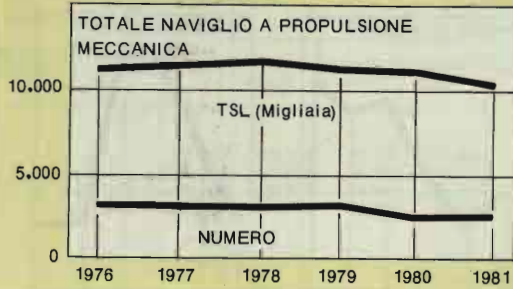 TOTALE NAVIGLIO A PROPULSIONE
MECCANICA
10.000
TSL (Migliaia)
5.000
NUMERO
0
1976 1977 1978 1979 1980 1981